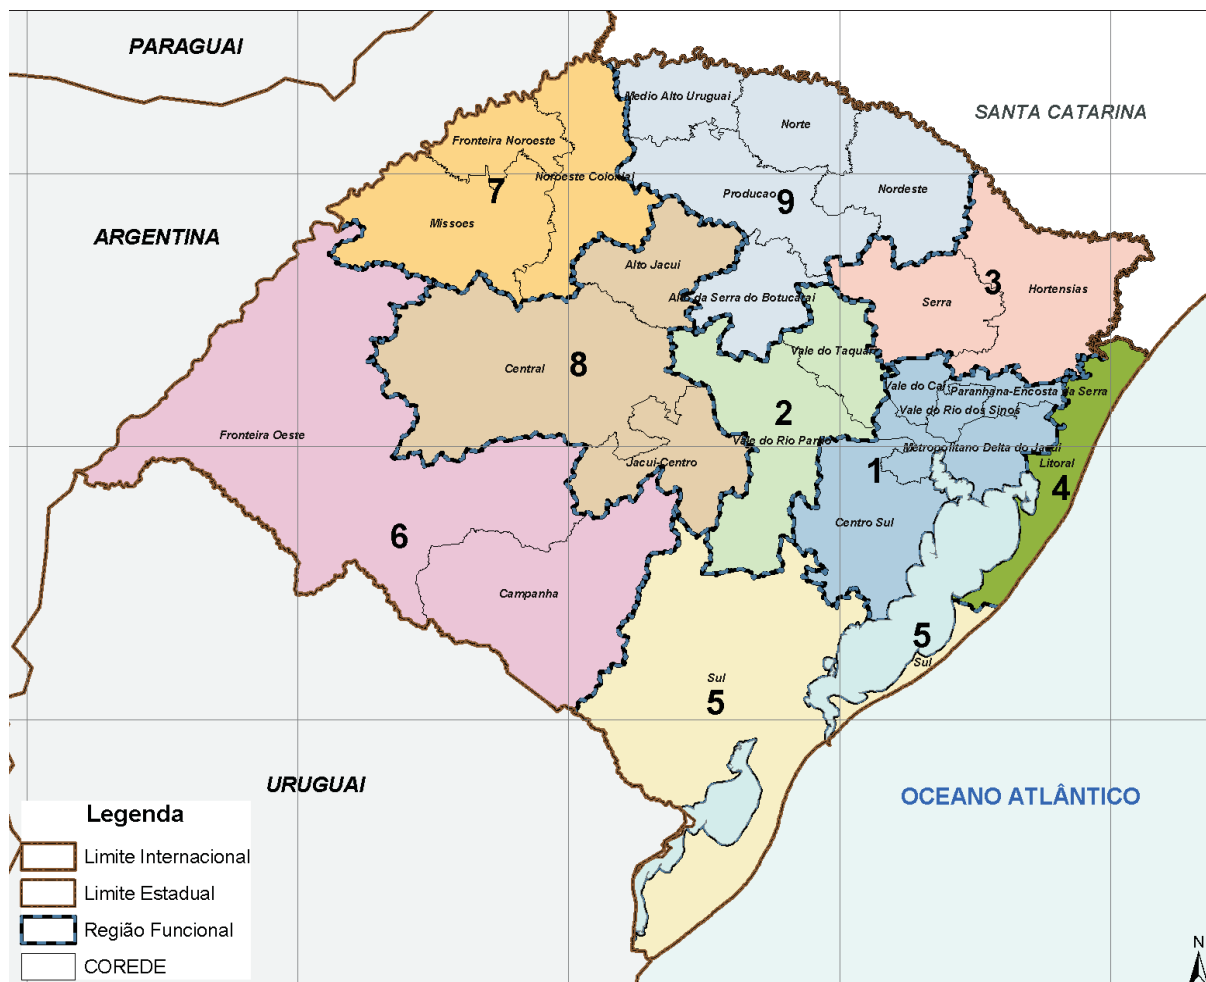 PARAGUAI
SANTA CATARINA
Medio Alto Uruguai
Norte
Fronteira Noroeste
Noroeste Colonial
7
Producao
9
Nordeste
Missoes
ARGENTINA
Alto Jacui
3
Hortensias
Alto da Serra do Botucarai
Serra
Central
8
Vale do Taquari
Vale do Cai
Paranhana-Encosta da Serra
2
Vale do Rio dos Sinos
Fronteira Oeste
Vale do Rio Pardo
Metropolitano Delta do Jacui
Jacui-Centro
1
Litoral
4
Centro Sul
6
Campanha
5
Sul
Sul
5
URUGUAI
OCEANO ATLÂNTICO
Legenda
Limite Internacional
Limite Estadual
Região Funcional
COREDE
N